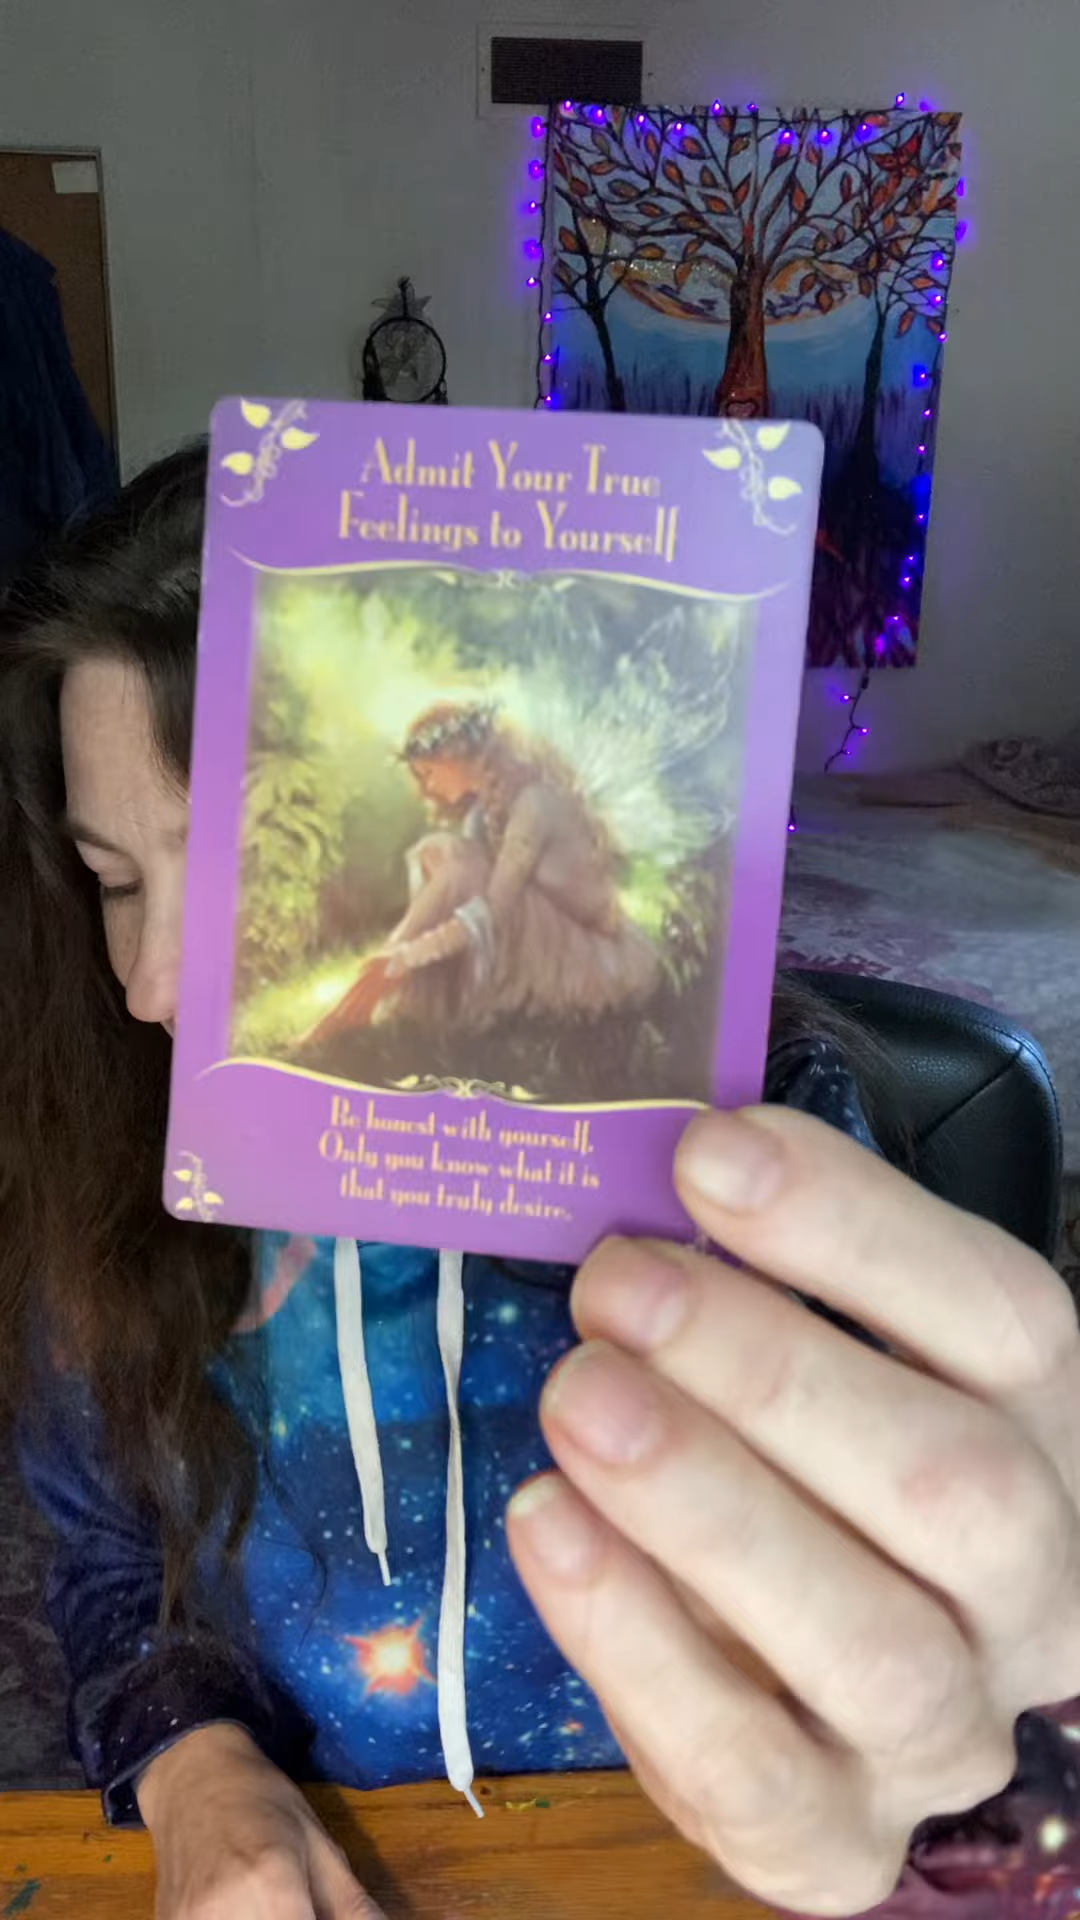 Admit Your True
Feelings to Yourself
Be honest with yourself.
Only you know what it is
that you truly desire.